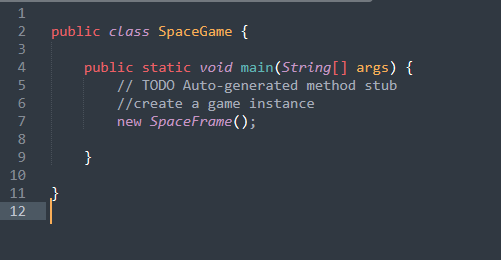 1
2 public class SpaceGame {
3
4 public static void main(String[] args) {
5 // TODO Auto-generated method stub
6 //create a game instance
7 new SpaceFrame();
8
9 }
10
11 }
12